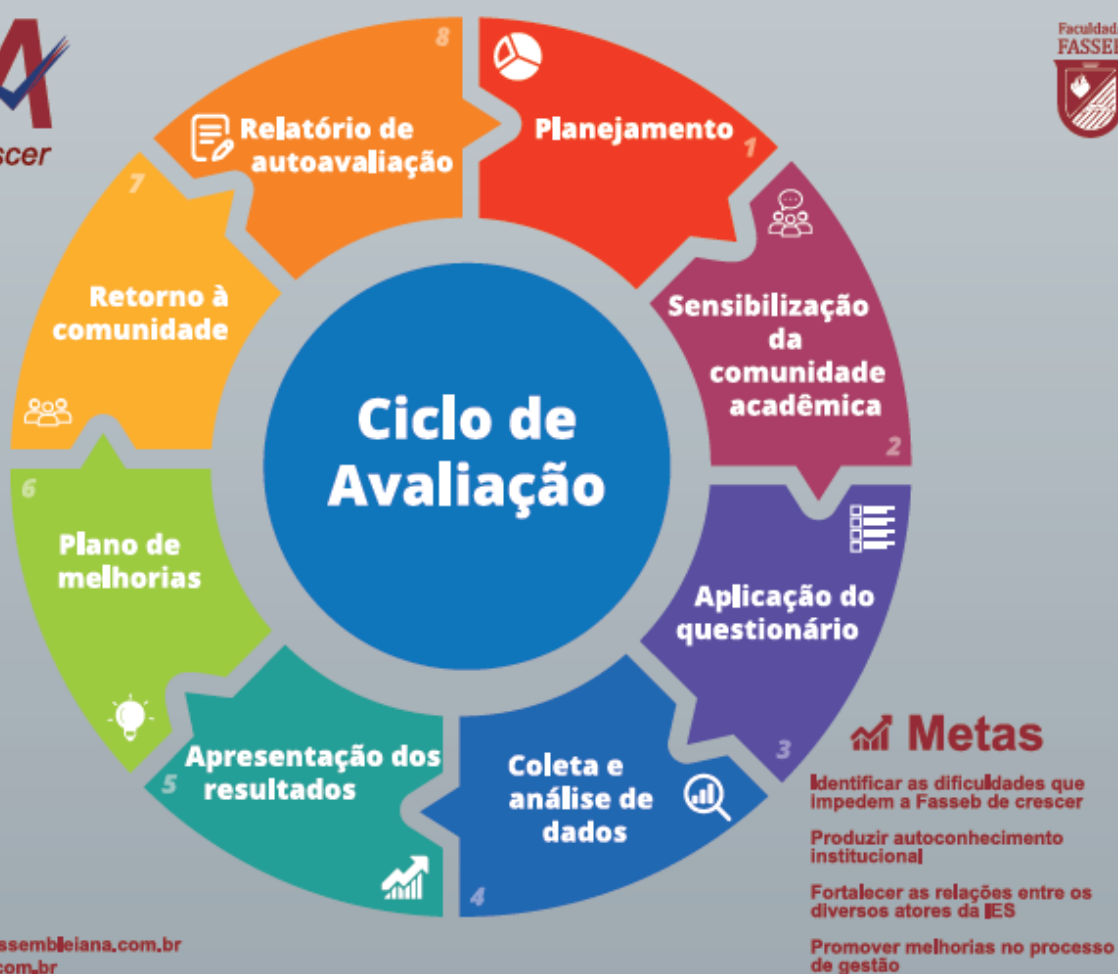 scer
Faculdade
FASSEB
8
Relatório de
autoavaliação
Planejamento
1
Sensibilização
da
comunidade
acadêmica
2
Aplicação do
questionário
3
Coleta e
análise de
dados
4
Apresentação dos
resultados
5
6
Plano de
melhorias
7
Retorno à
comunidade
Ciclo de
Avaliação
Metas
Identificar as dificuldades que
impedem a Fasseb de crescer
Produzir autoconhecimento
institucional
Fortalecer as relações entre os
diversos atores da IES
Promover melhorias no processo
de gestão
ssembleiana.com.br
com.br